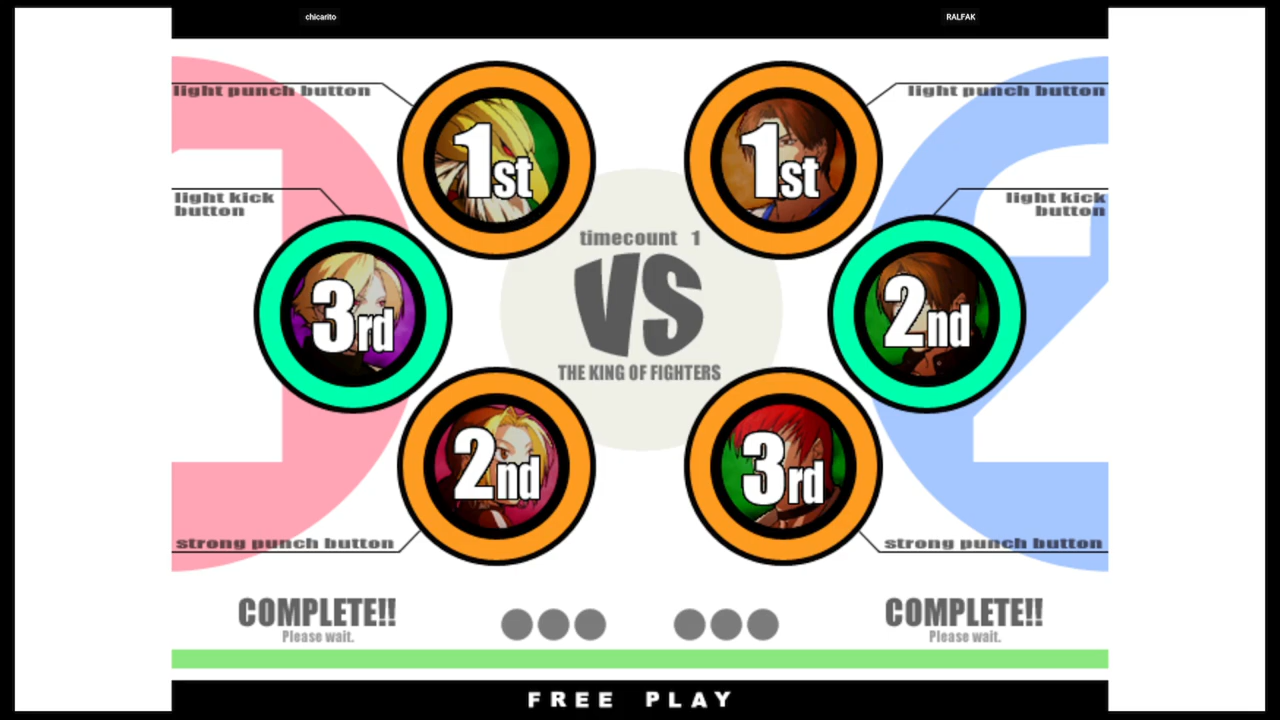 chicarito
RALFAK
light punch button
light punch button
1st
1st
light kick
button
light kick
button
timecount 1
VS
THE KING OF FIGHTERS
3rd
2nd
2nd
3rd
strong punch button
strong punch button
COMPLETE!!
Please wait.
COMPLETE!!
Please wait.
FREE PLAY